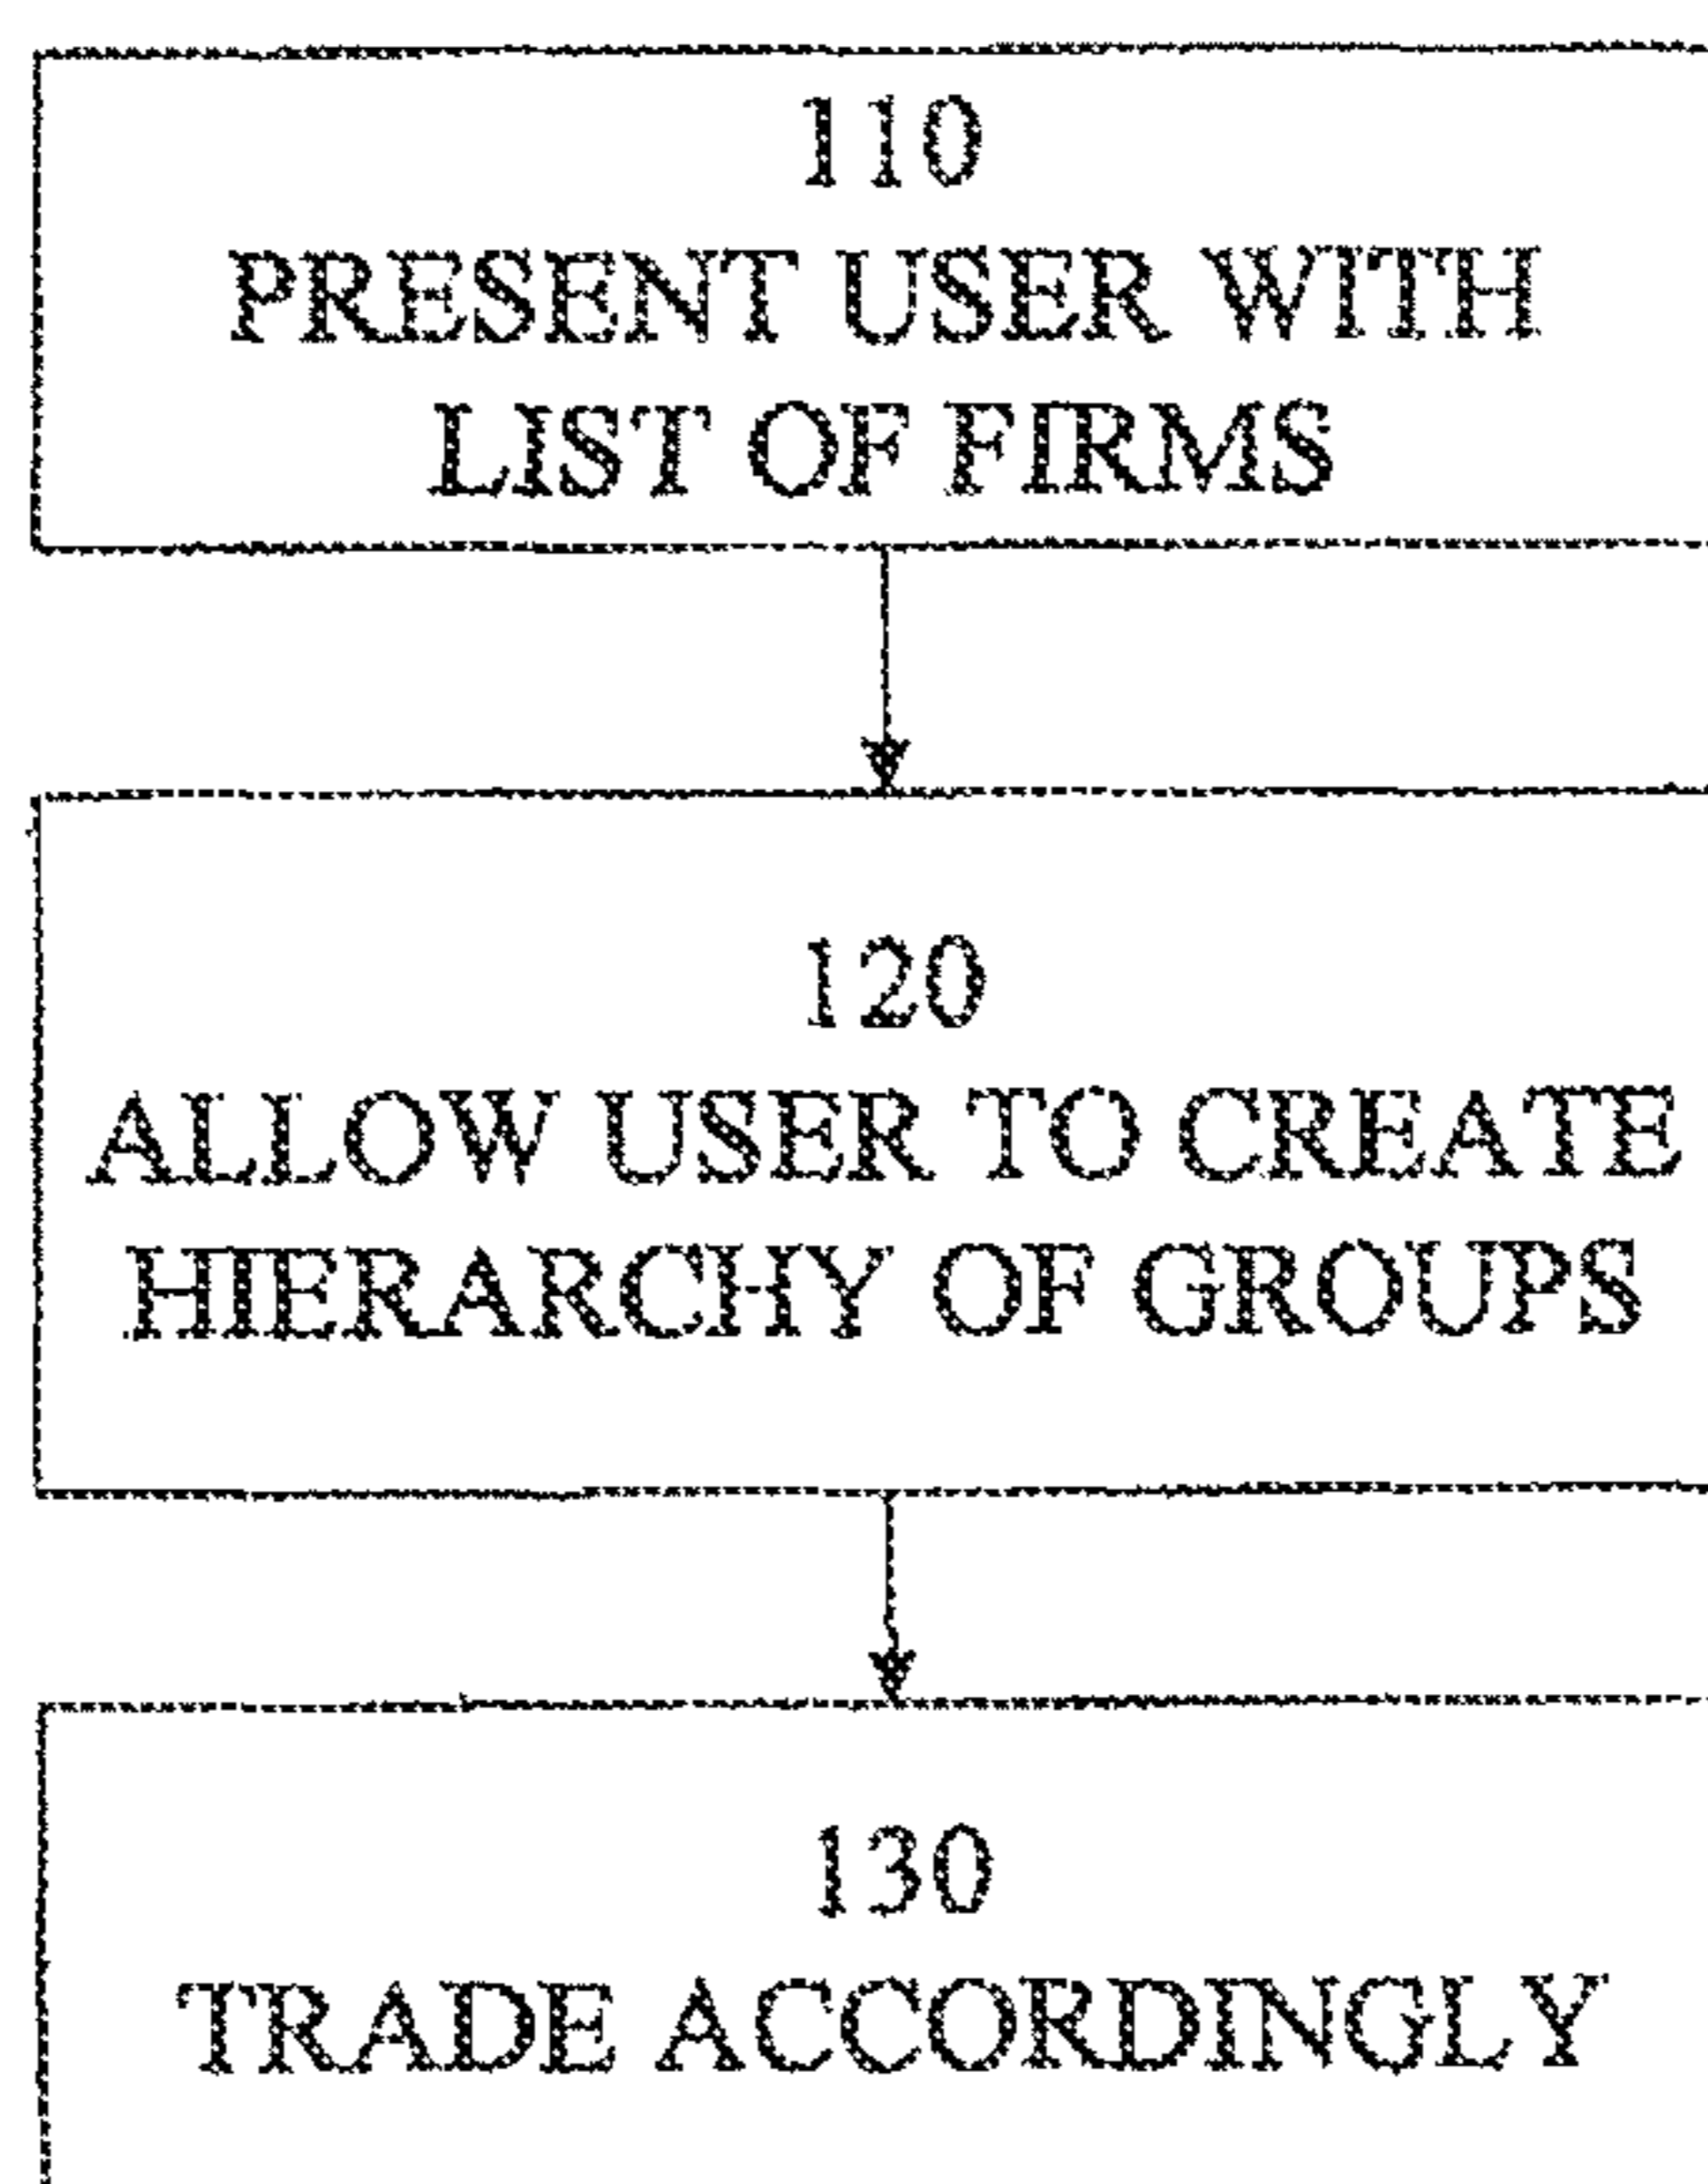 110
PRESENT USER WITH
LIST OF FIRMS
120
ALLOW USER TO CREATE
HIERARCHY OF GROUPS
130
TRADE ACCORDINGLY